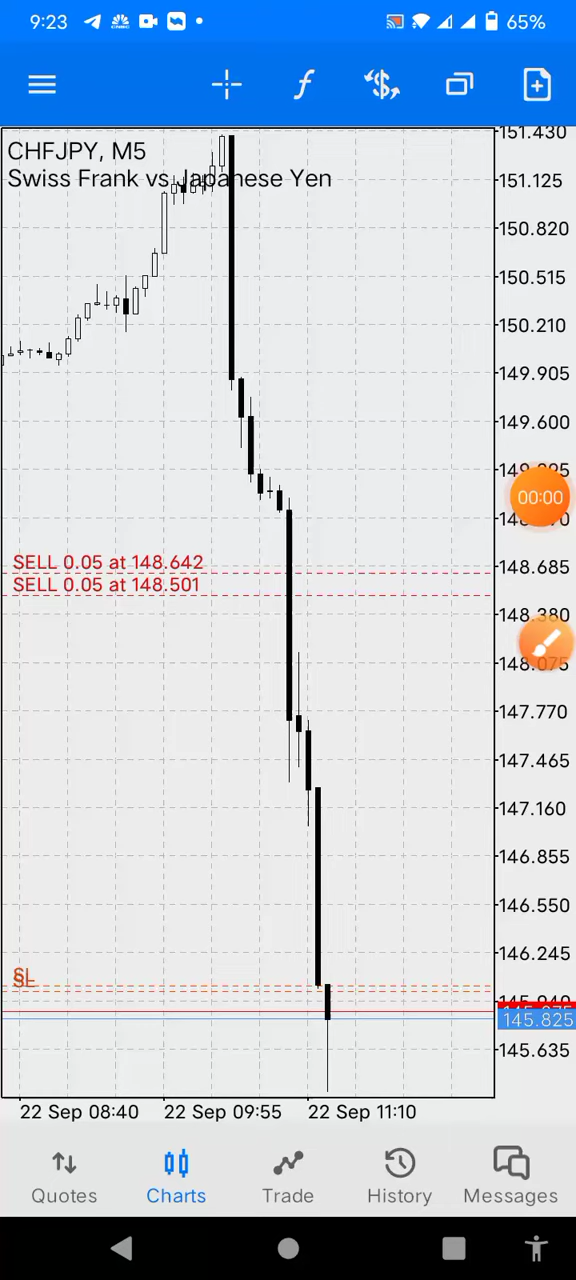 9:23 65%
CHFJPY, M5
Swiss Frank vs Japanese Yen
151.430
151.125
150.820
150.515
150.210
149.905
149.600
00:00
SELL 0.05 at 148.642
148.685
SELL 0.05 at 148.501
148.380
148.075
147.770
147.465
147.160
146.855
146.550
146.245
SL
SL
145.825
145.635
22 Sep 08:40 22 Sep 09:55 22 Sep 11:10
Quotes Charts Trade History Messages